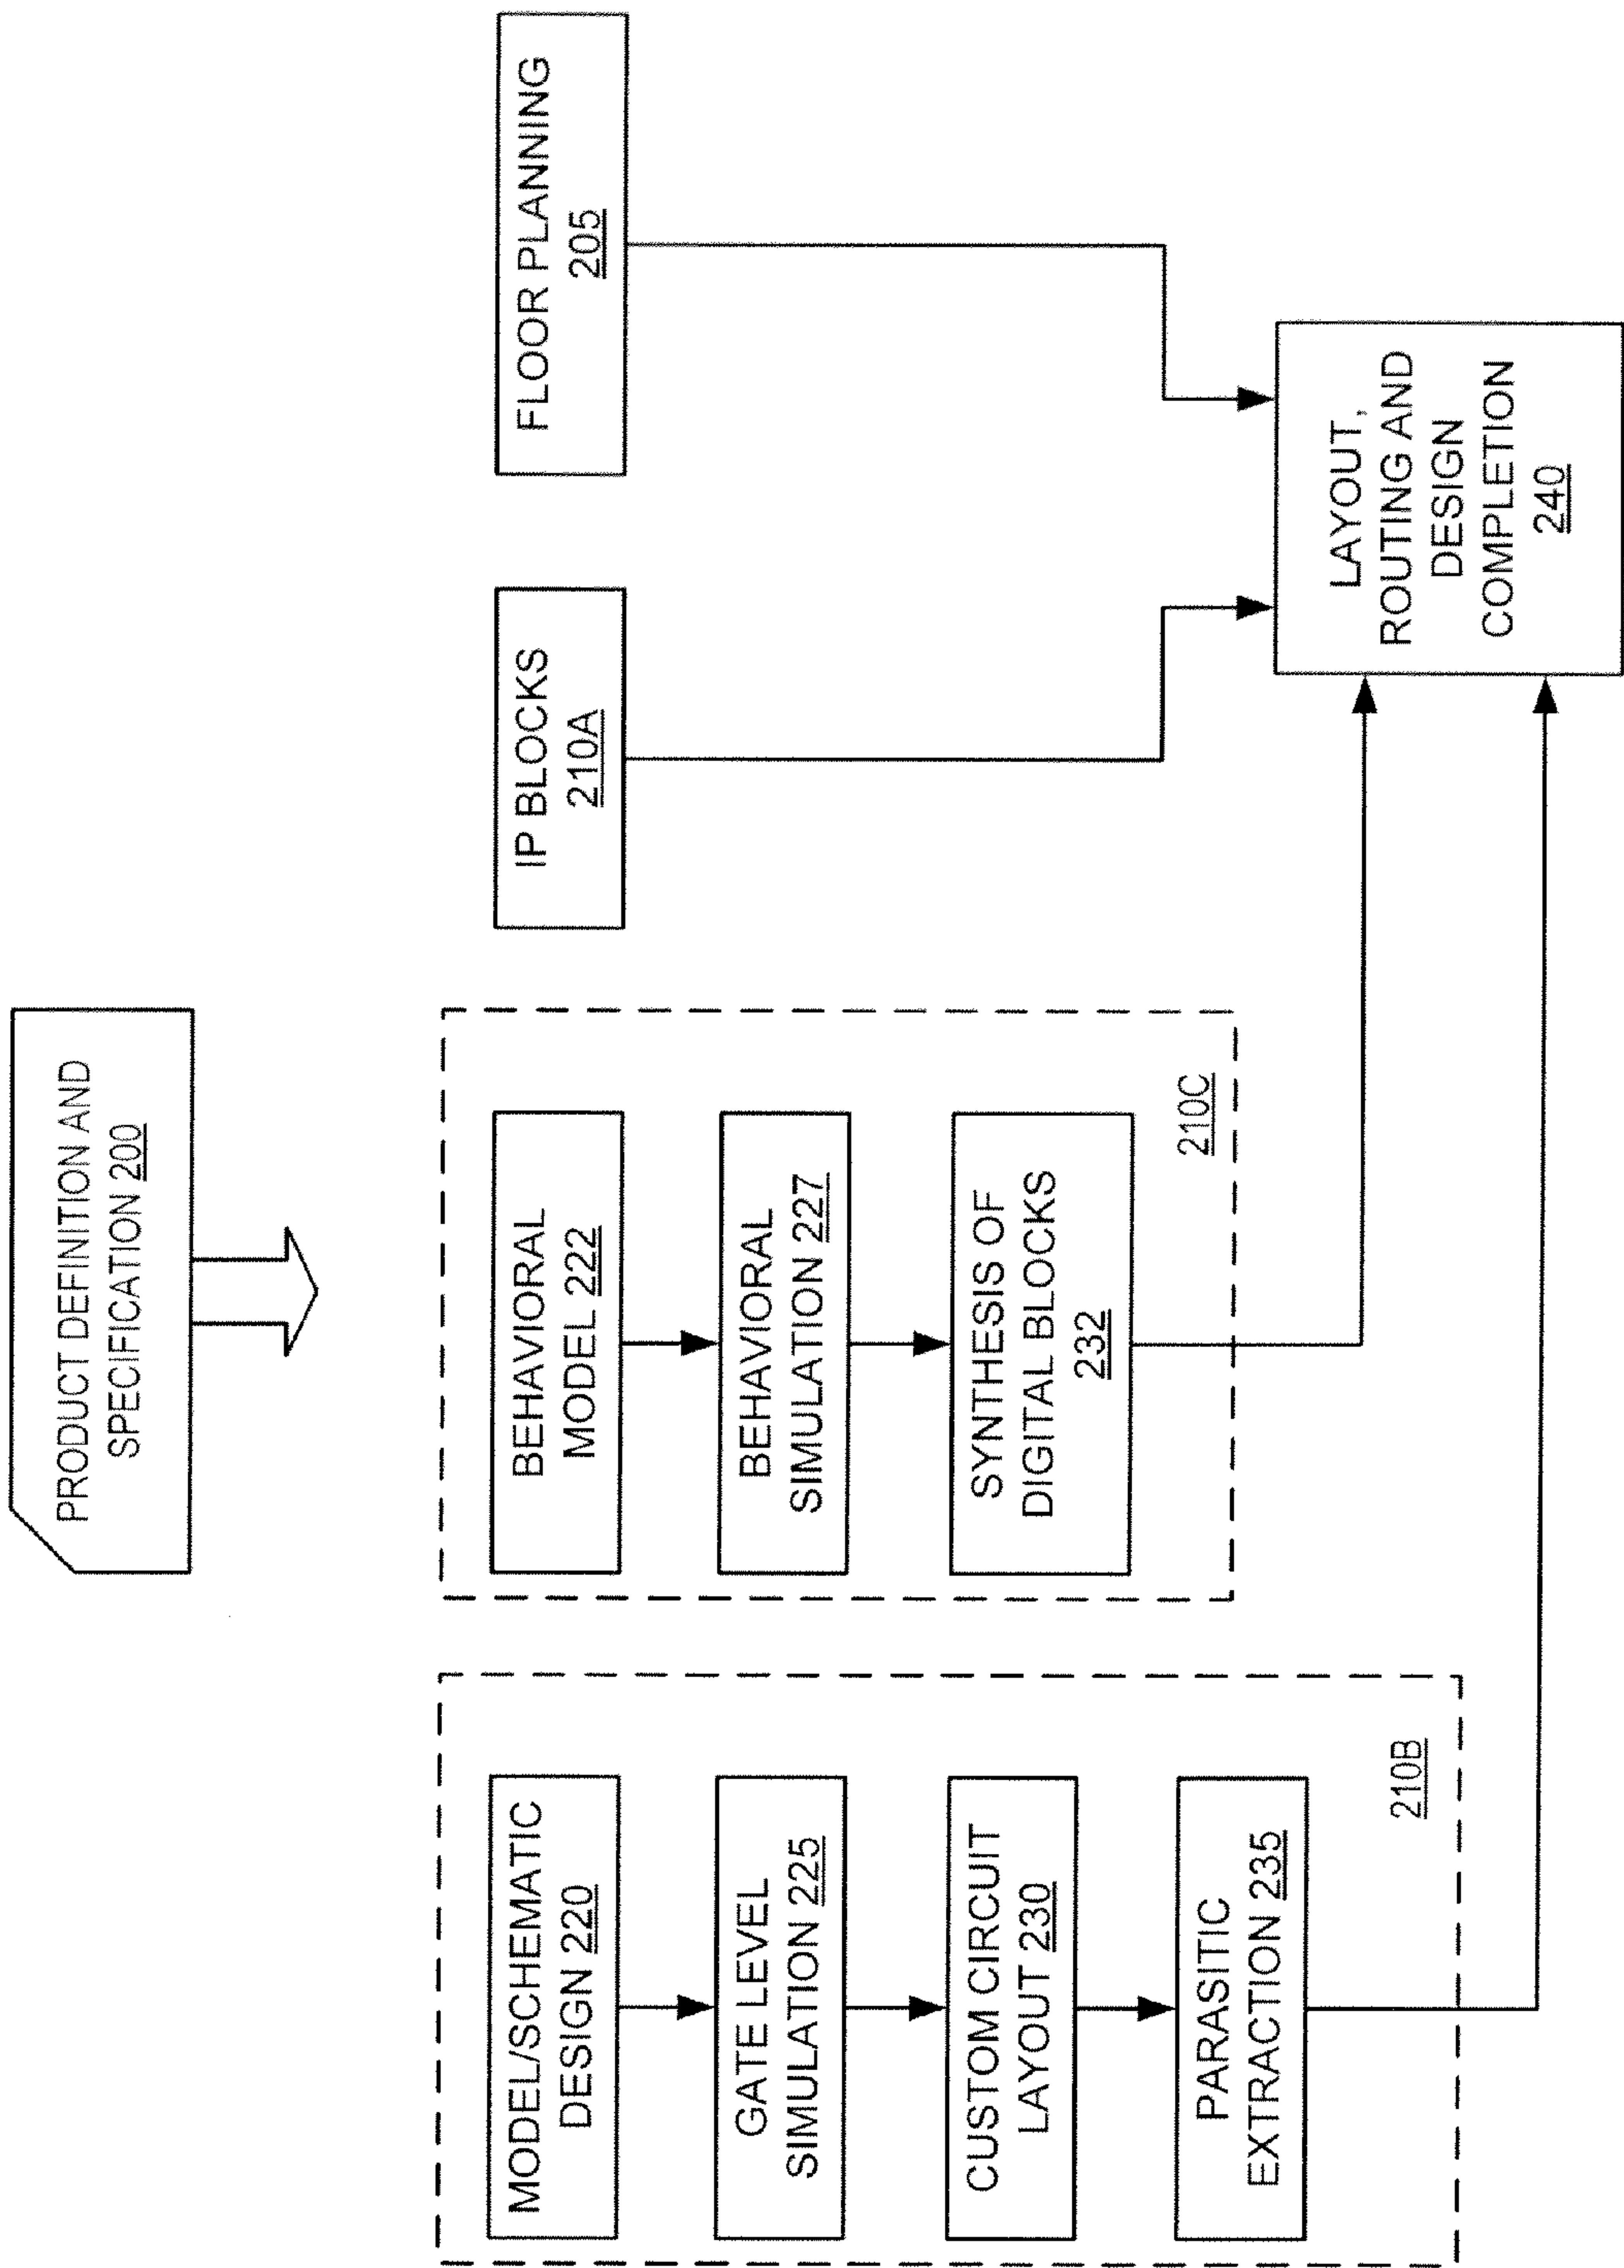 PRODUCT DEFINITION AND
SPECIFICATION 200
MODEL/SCHEMATIC
DESIGN 220
GATE LEVEL
SIMULATION 225
CUSTOM CIRCUIT
LAYOUT 230
PARASITIC
EXTRACTION 235
210B
BEHAVIORAL
MODEL 222
BEHAVIORAL
SIMULATION 227
SYNTHESIS OF
DIGITAL BLOCKS
232
210C
IP BLOCKS
210A
FLOOR PLANNING
205
LAYOUT,
ROUTING AND
DESIGN
COMPLETION
240